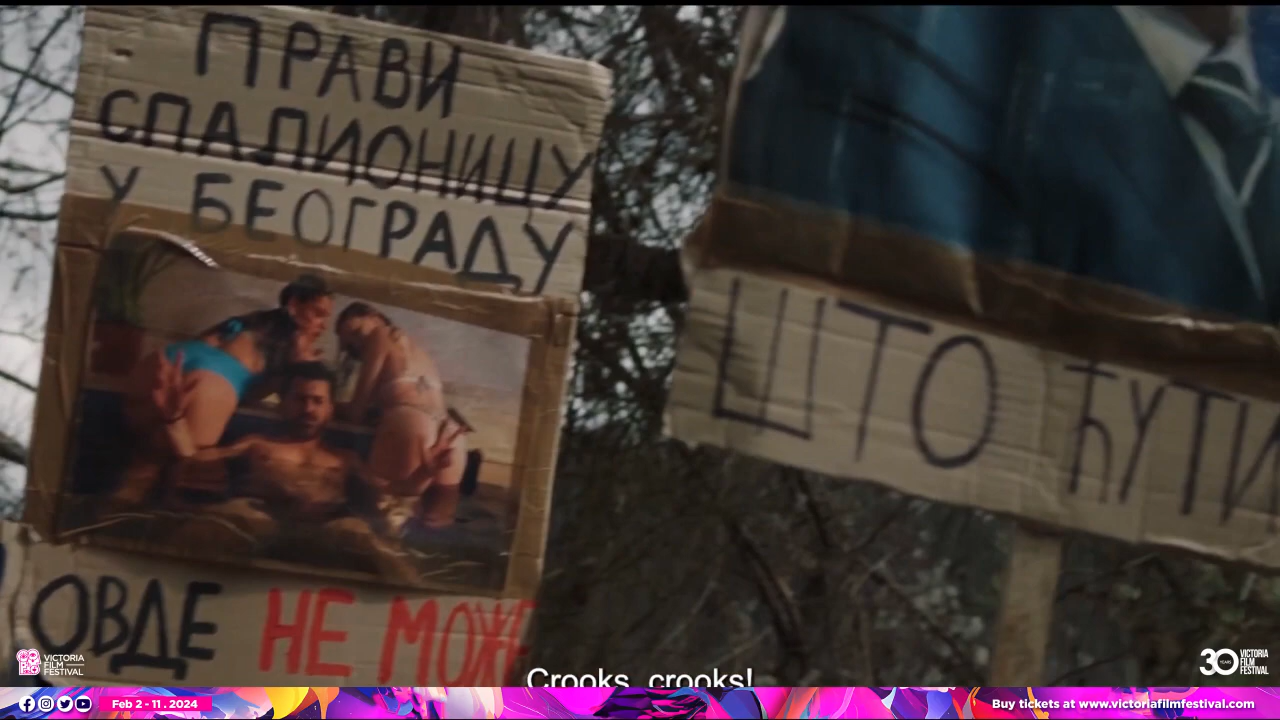 ПРАВИ
СПАЛИОНИЦУ
У БЕОГРАДУ
ОВДЕ НЕ МОЖЕ
ШТО ЋУТИ
Crooks, crooks!
VICTORIA
FILM
FESTIVAL
30 YEARS
VICTORIA
FILM
FESTIVAL
Feb 2 - 11 . 2024
Buy tickets at www.victoriafilmfestival.com